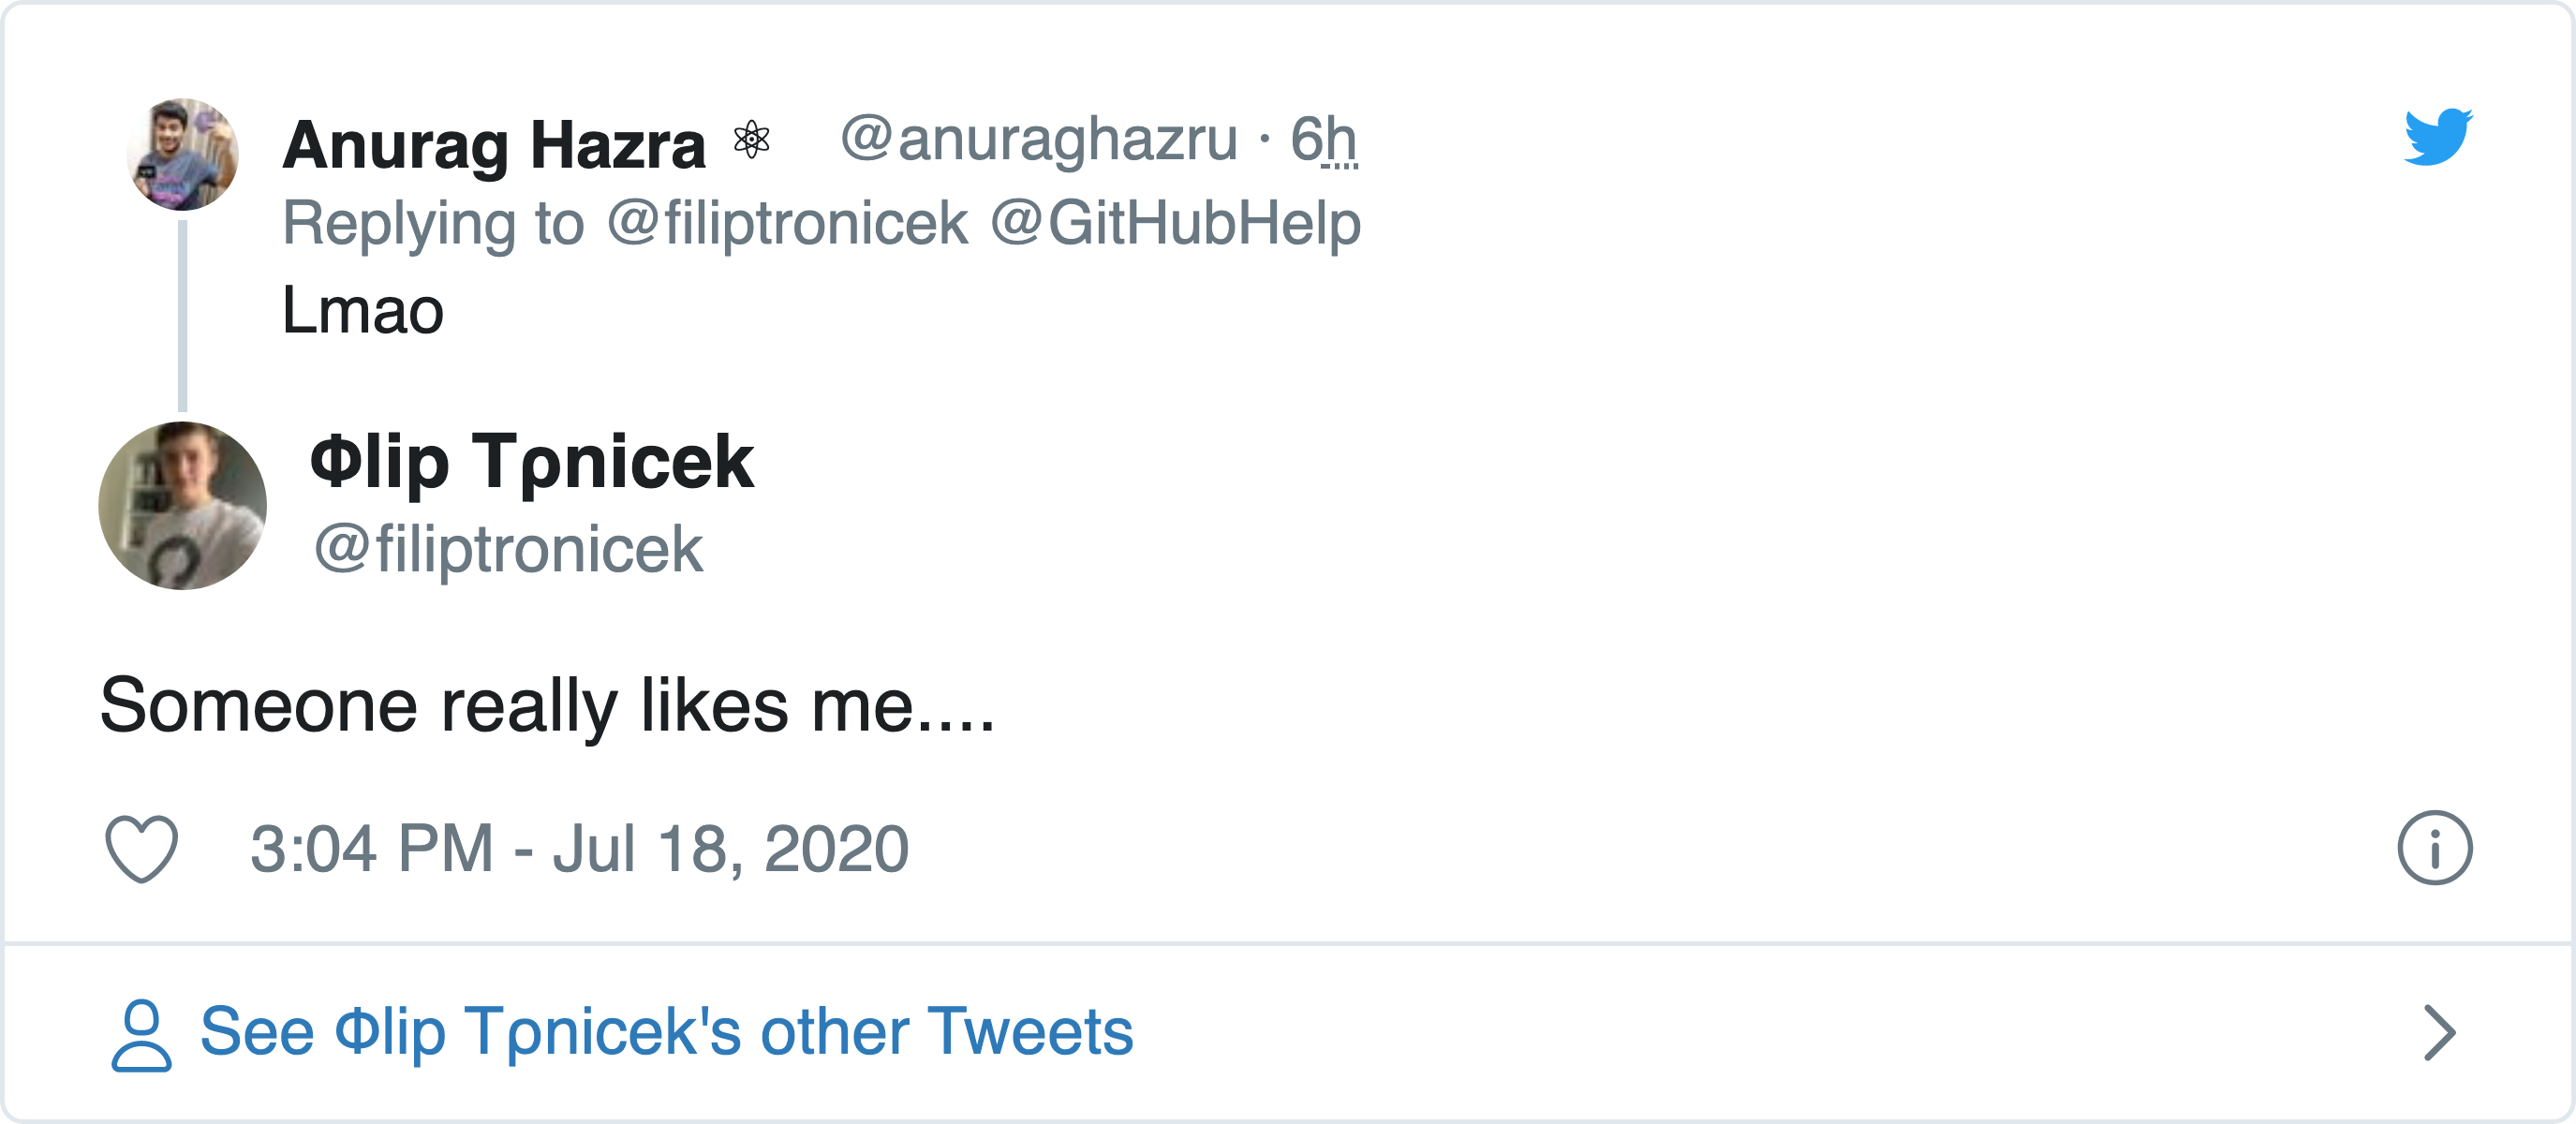 Anurag Hazra ⚛ @anuraghazru · 6h
Replying to @filiptronicek @GitHubHelp
Lmao
Φlip Tρnicek
@filiptronicek
Someone really likes me....
3:04 PM - Jul 18, 2020
See Φlip Tρnicek's other Tweets